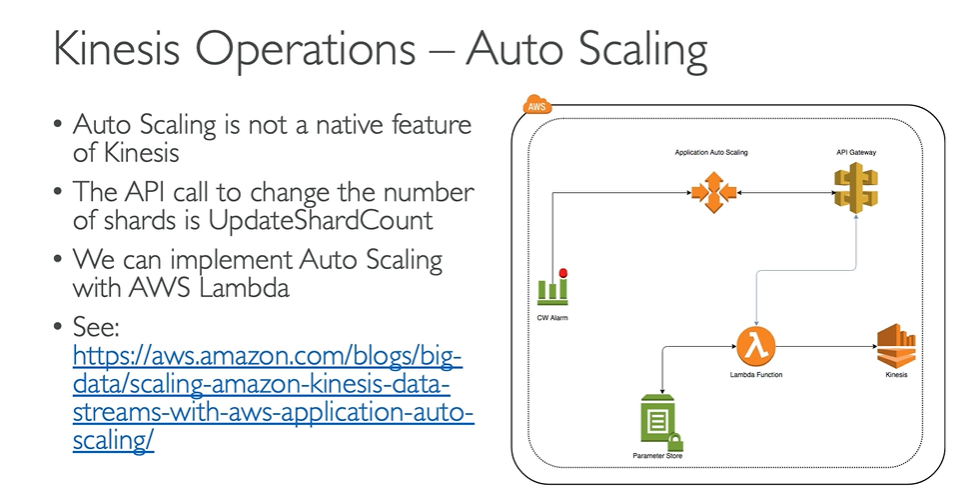 Kinesis Operations – Auto Scaling
• Auto Scaling is not a native feature
of Kinesis
• The API call to change the number
of shards is UpdateShardCount
• We can implement Auto Scaling
with AWS Lambda
• See:
https://aws.amazon.com/blogs/big-
data/scaling-amazon-kinesis-data-
streams-with-aws-application-auto-
scaling/
AWS
Application Auto Scaling
API Gateway
CW Alarm
Lambda Function
Kinesis
Parameter Store